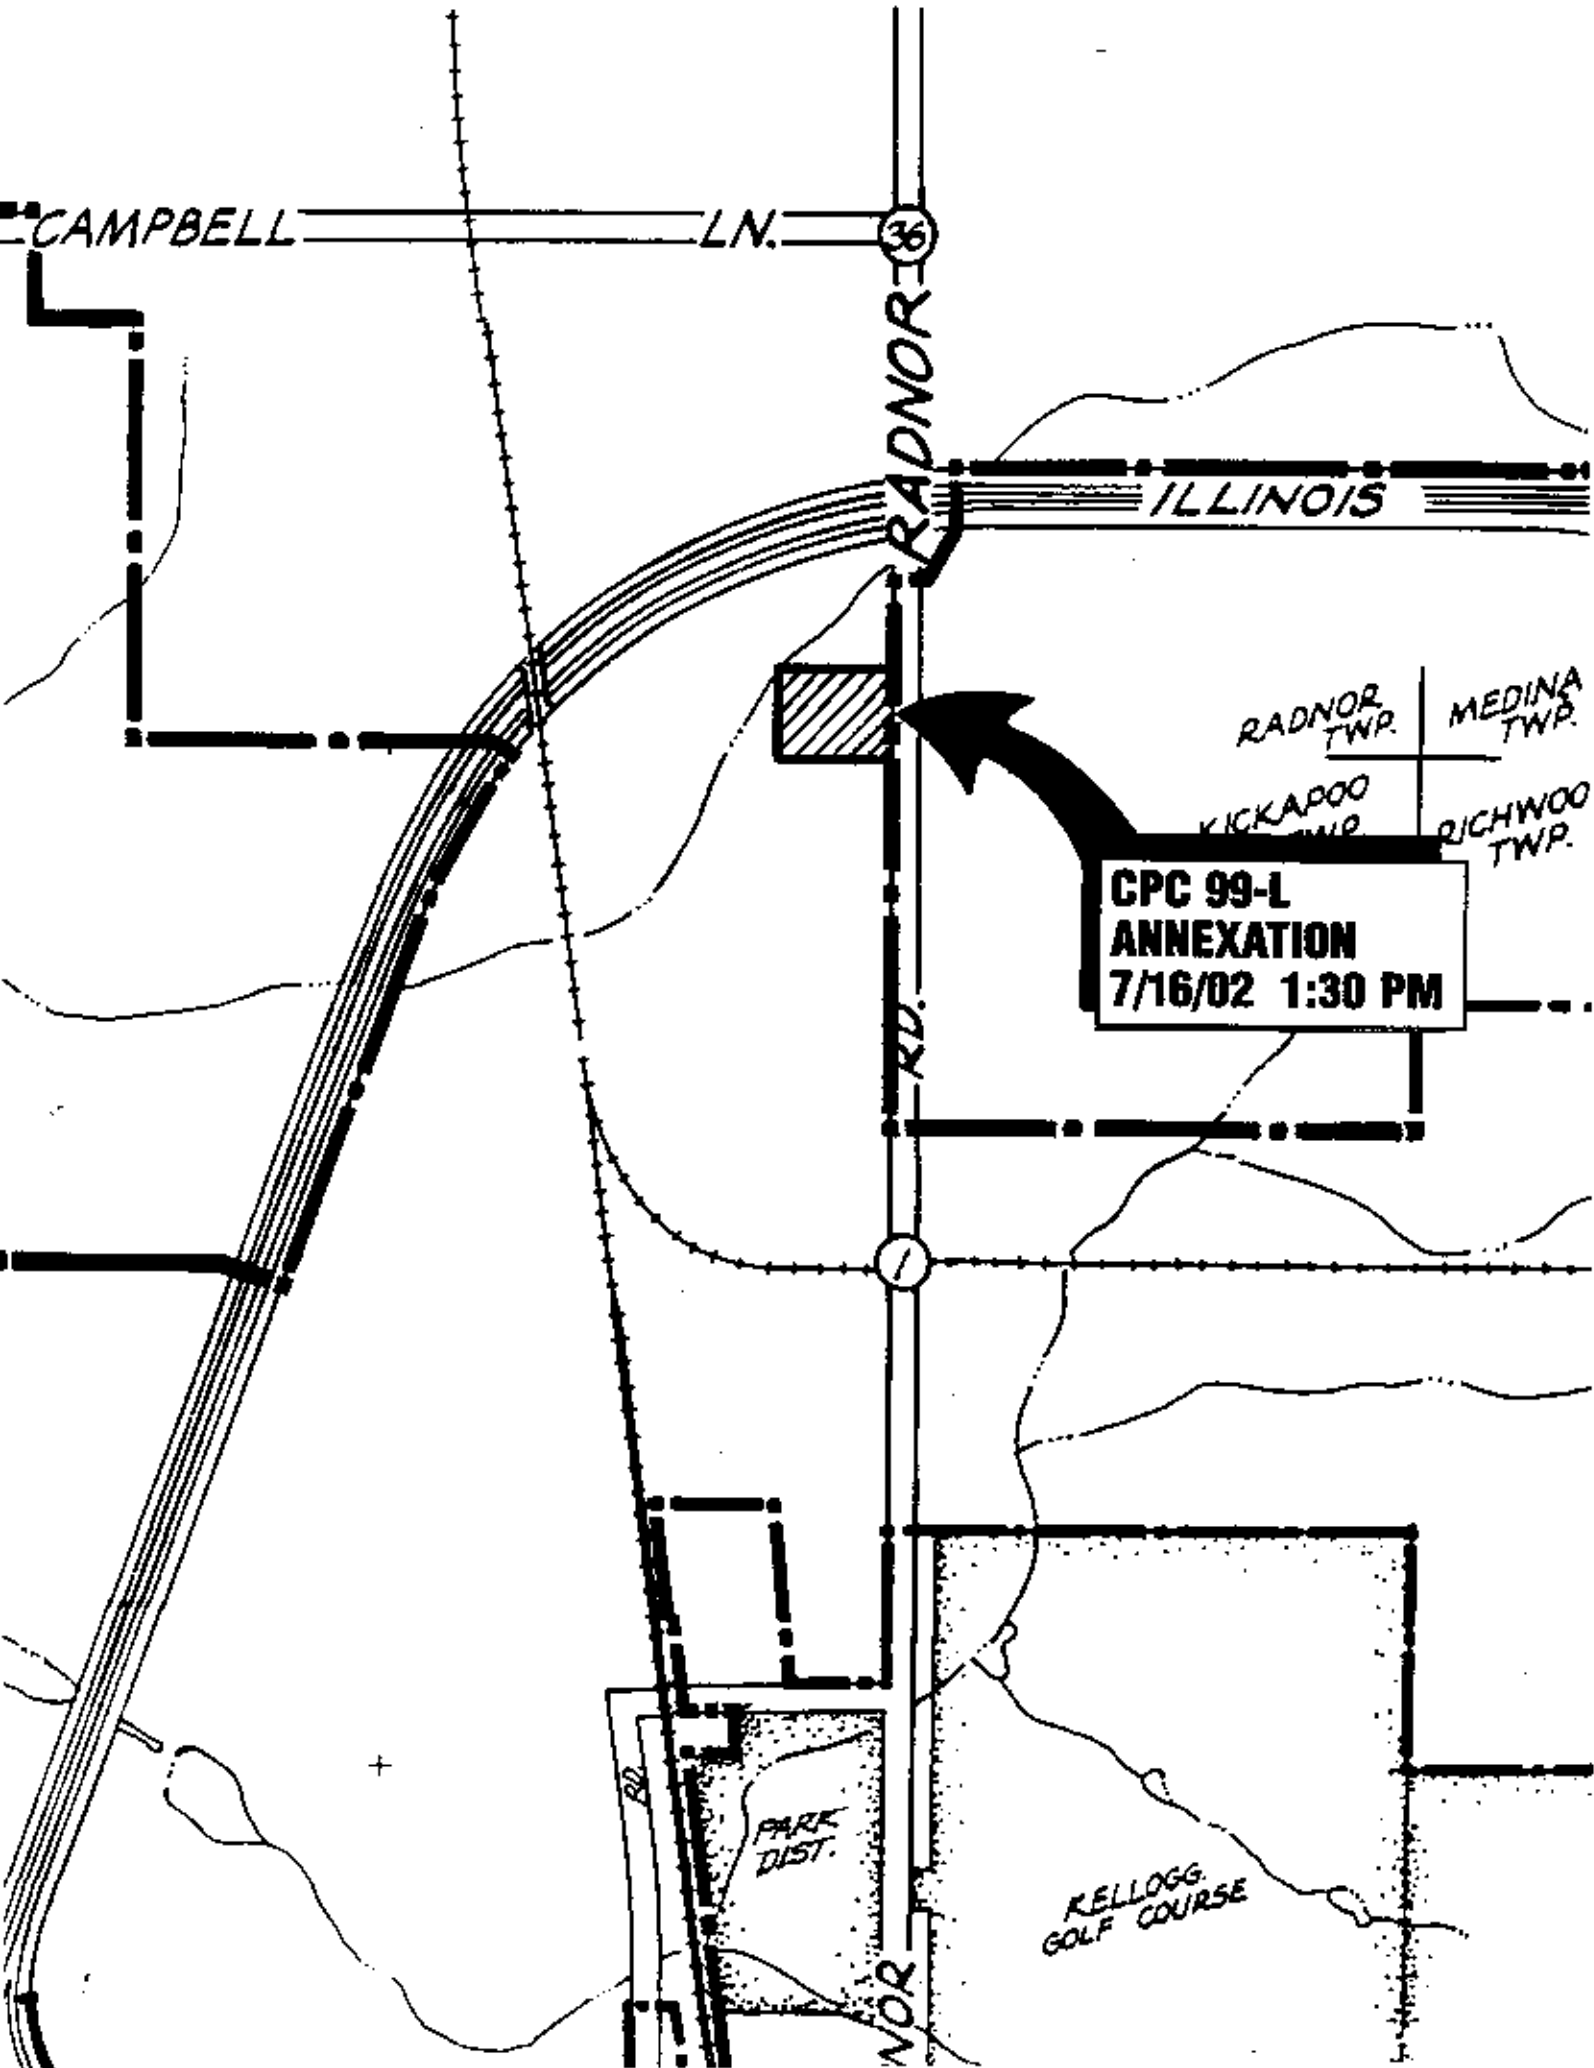 CAMPBELL LN.
36
RADNOR
ILLINOIS
RADNOR
TWP.
MEDINA
TWP.
KICKAPOO
TWP.
RICHWOO
TWP.
CPC 99-L
ANNEXATION
7/16/02 1:30 PM
RD.
1
RD.
PARK
DIST.
KELLOGG
GOLF COURSE
NOR